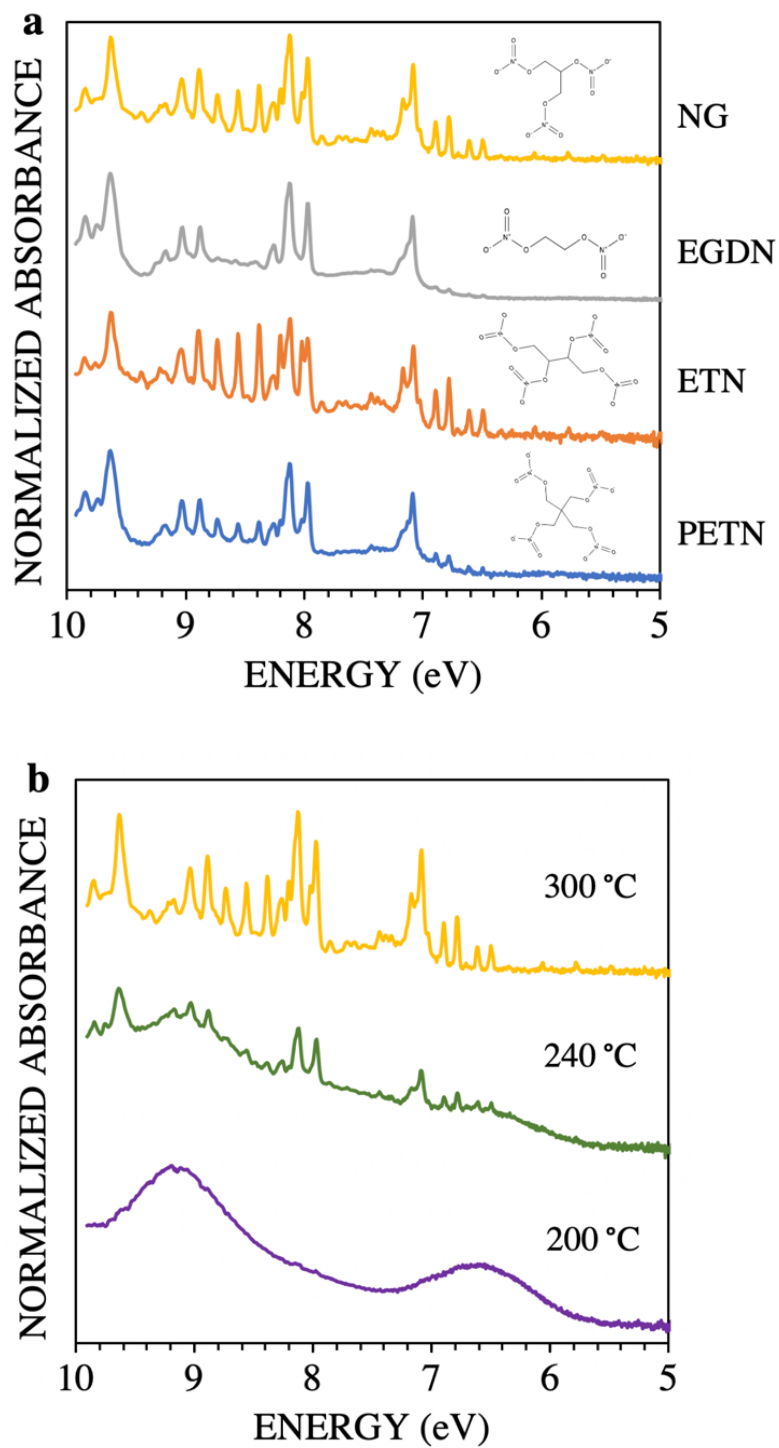 a
NORMALIZED ABSORBANCE
NG
EGDN
ETN
PETN
10 9 8 7 6 5
ENERGY (eV)
b
NORMALIZED ABSORBANCE
300 °C
240 °C
200 °C
10 9 8 7 6 5
ENERGY (eV)